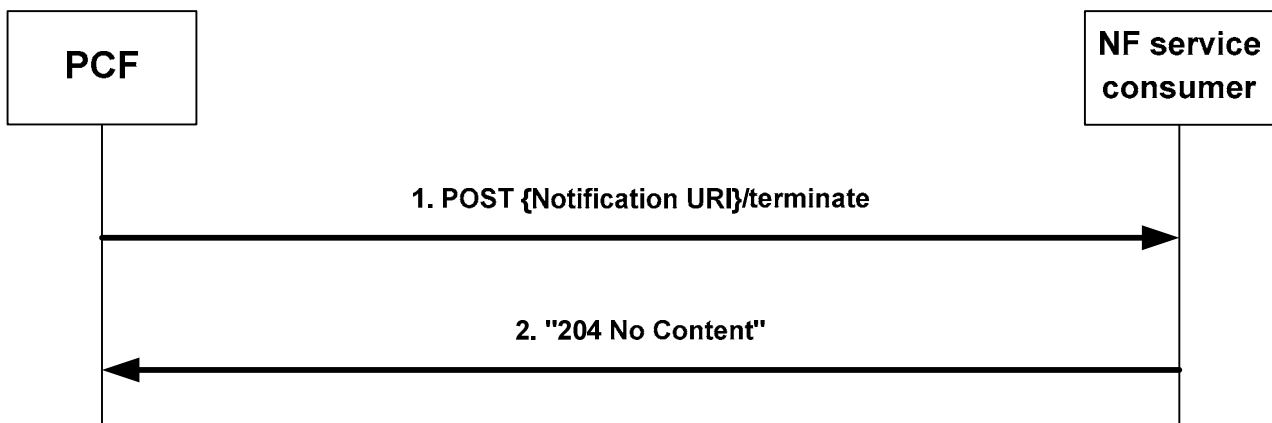 PCF
NF service
consumer
1. POST {Notification URI}/terminate
2. "204 No Content"